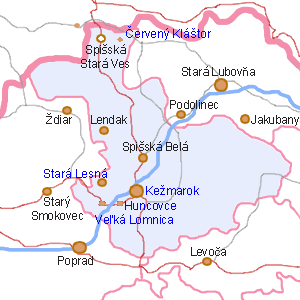 Červený Kláštor
Spišská
Stará Ves
Stará Lubovňa
Podolínec
Ždiar
Lendak
Jakubany
Spišská Belá
Stará Lesná
Kežmarok
Starý
Smokovec
Huncovce
Veľká Lomnica
Levoča
Poprad